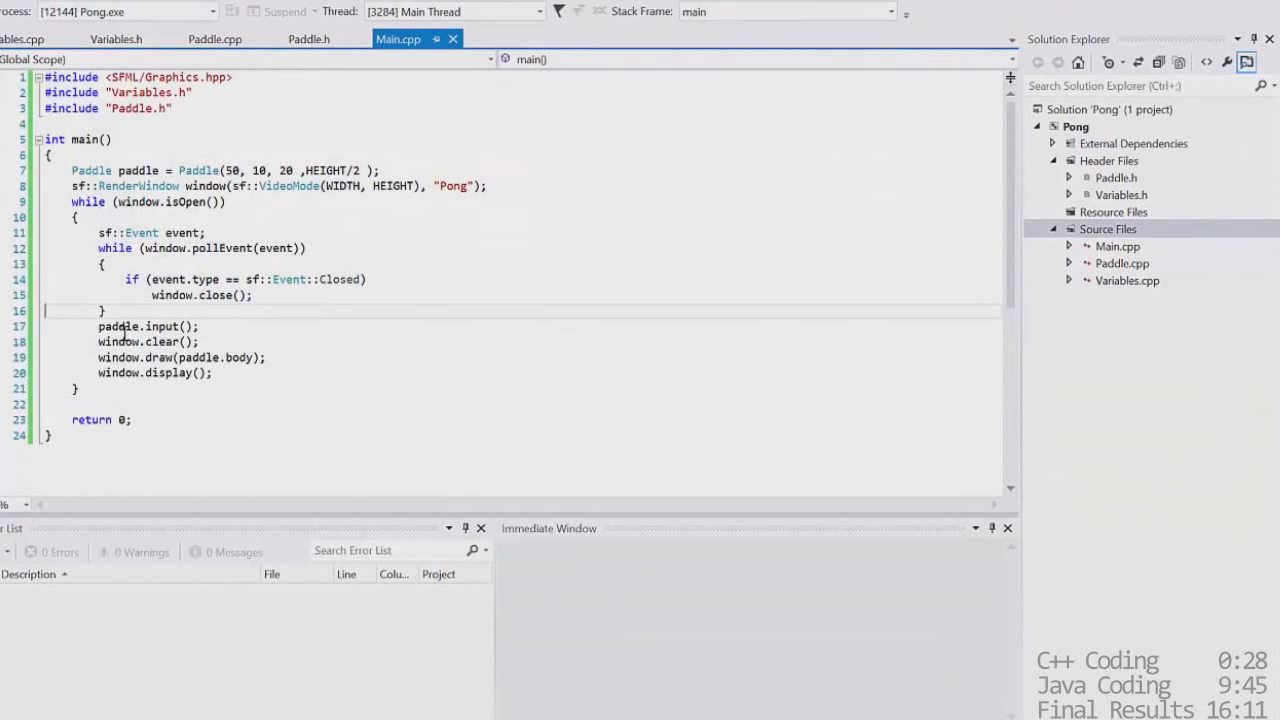 rocess: [12144] Pong.exe Suspend Thread: [3284] Main Thread Stack Frame: main
ables.cpp Variables.h Paddle.cpp Paddle.h Main.cpp
Global Scope) main()
1 #include <SFML/Graphics.hpp>
2 #include "Variables.h"
3 #include "Paddle.h"
4
5 int main()
6 {
7 Paddle paddle = Paddle(50, 10, 20 ,HEIGHT/2 );
8 sf::RenderWindow window(sf::VideoMode(WIDTH, HEIGHT), "Pong");
9 while (window.isOpen())
10 {
11 sf::Event event;
12 while (window.pollEvent(event))
13 {
14 if (event.type == sf::Event::Closed)
15 window.close();
16 }
17 paddle.input();
18 window.clear();
19 window.draw(paddle.body);
20 window.display();
21 }
22
23 return 0;
24 }
%
r List
0 Errors 0 Warnings 0 Messages Search Error List
Description File Line Colu... Project
Immediate Window
Solution Explorer
Search Solution Explorer (Ctrl+;)
Solution 'Pong' (1 project)
Pong
External Dependencies
Header Files
Paddle.h
Variables.h
Resource Files
Source Files
Main.cpp
Paddle.cpp
Variables.cpp
C++ Coding 0:28
Java Coding 9:45
Final Results 16:11